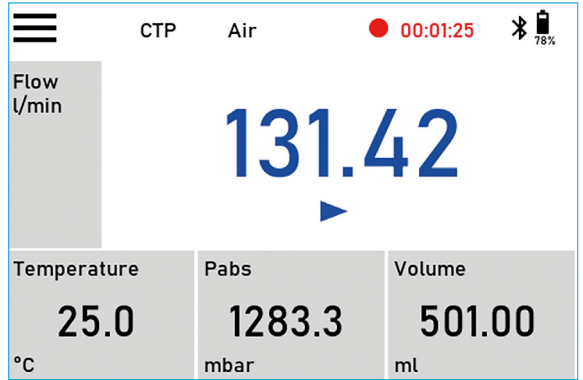 CTP Air 00:01:25 78%
Flow
l/min
131.42
Temperature Pabs Volume
25.0 1283.3 501.00
°C mbar ml